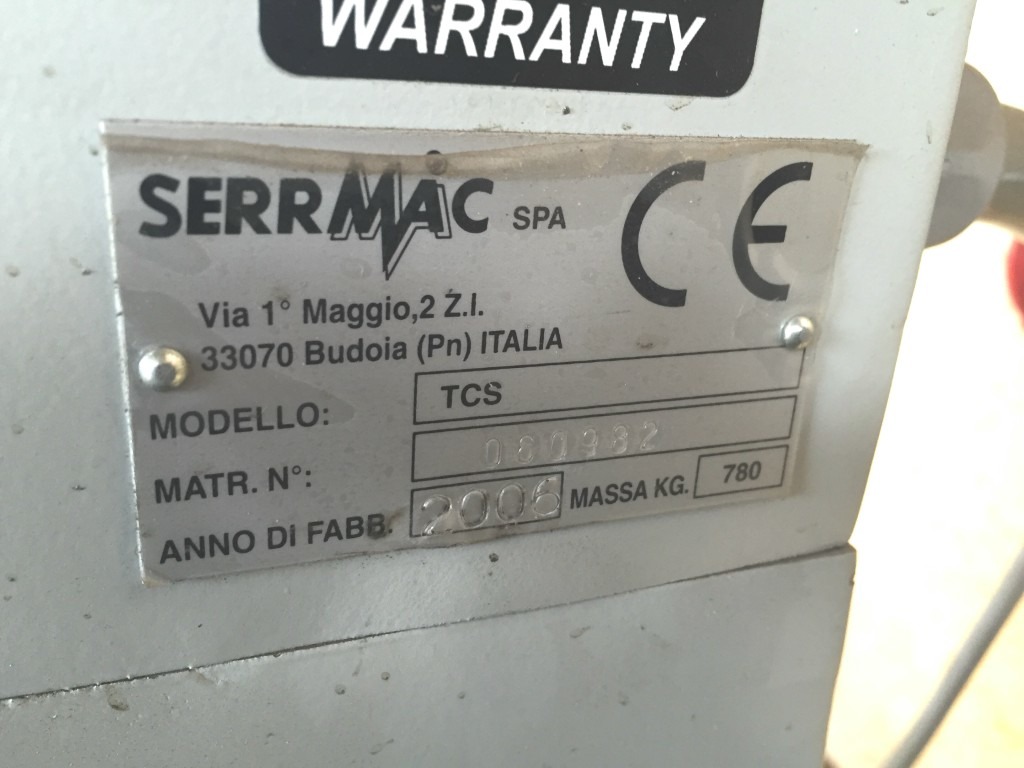 WARRANTY
SERRMAC SPA CE
Via 1° Maggio,2 Z.I.
33070 Budoia (Pn) ITALIA
MODELLO: TCS
MATR. N°: 060932
ANNO Di FABB. 2006 MASSA KG. 780